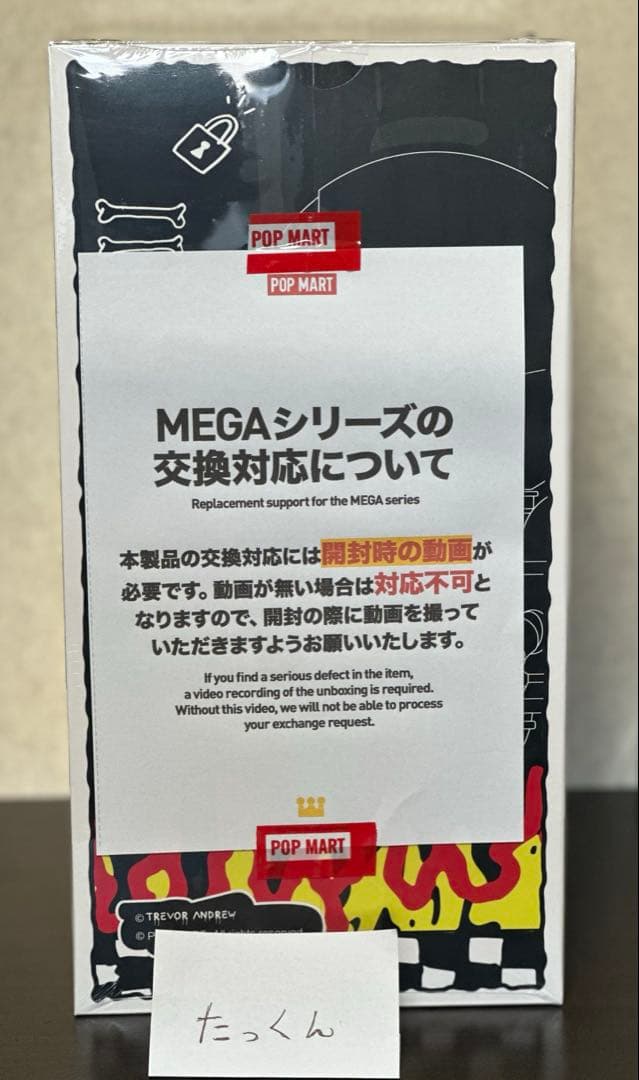 POP MART
POP MART
MEGAシリーズの
交換対応について
Replacement support for the MEGA series
本製品の交換対応には開封時の動画が
必要です。動画が無い場合は対応不可と
なりますので、開封の際に動画を撮って
いただきますようお願いいたします。
If you find a serious defect in the item,
a video recording of the unboxing is required.
Without this video, we will not be able to process
your exchange request.
POP MART
© TREVOR ANDREW
© P
reserved
たっくん